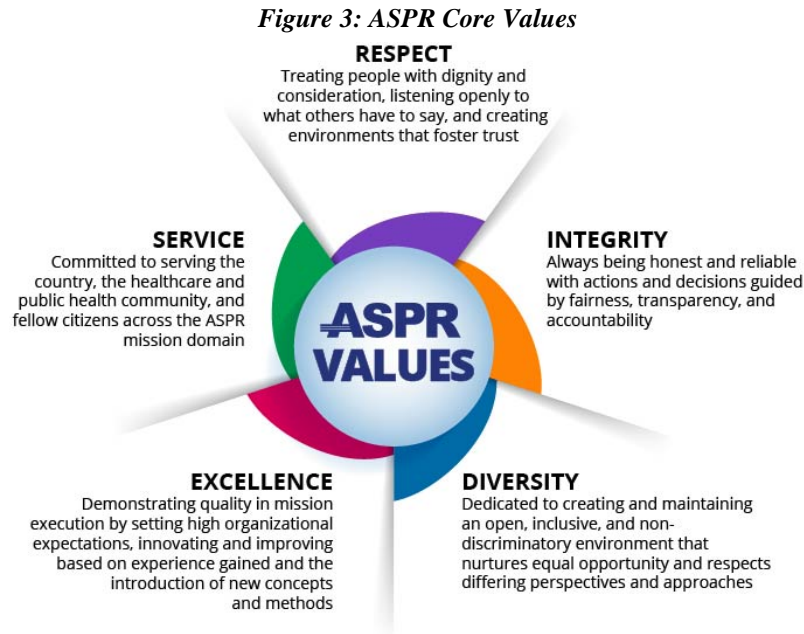 Figure 3: ASPR Core Values
RESPECT
Treating people with dignity and
consideration, listening openly to
what others have to say, and creating
environments that foster trust
SERVICE
Committed to serving the
country, the healthcare and
public health community, and
fellow citizens across the ASPR
mission domain
INTEGRITY
Always being honest and reliable
with actions and decisions guided
by fairness, transparency, and
accountability
ASPR
VALUES
EXCELLENCE
Demonstrating quality in mission
execution by setting high organizational
expectations, innovating and improving
based on experience gained and the
introduction of new concepts
and methods
DIVERSITY
Dedicated to creating and maintaining
an open, inclusive, and non-
discriminatory environment that
nurtures equal opportunity and respects
differing perspectives and approaches